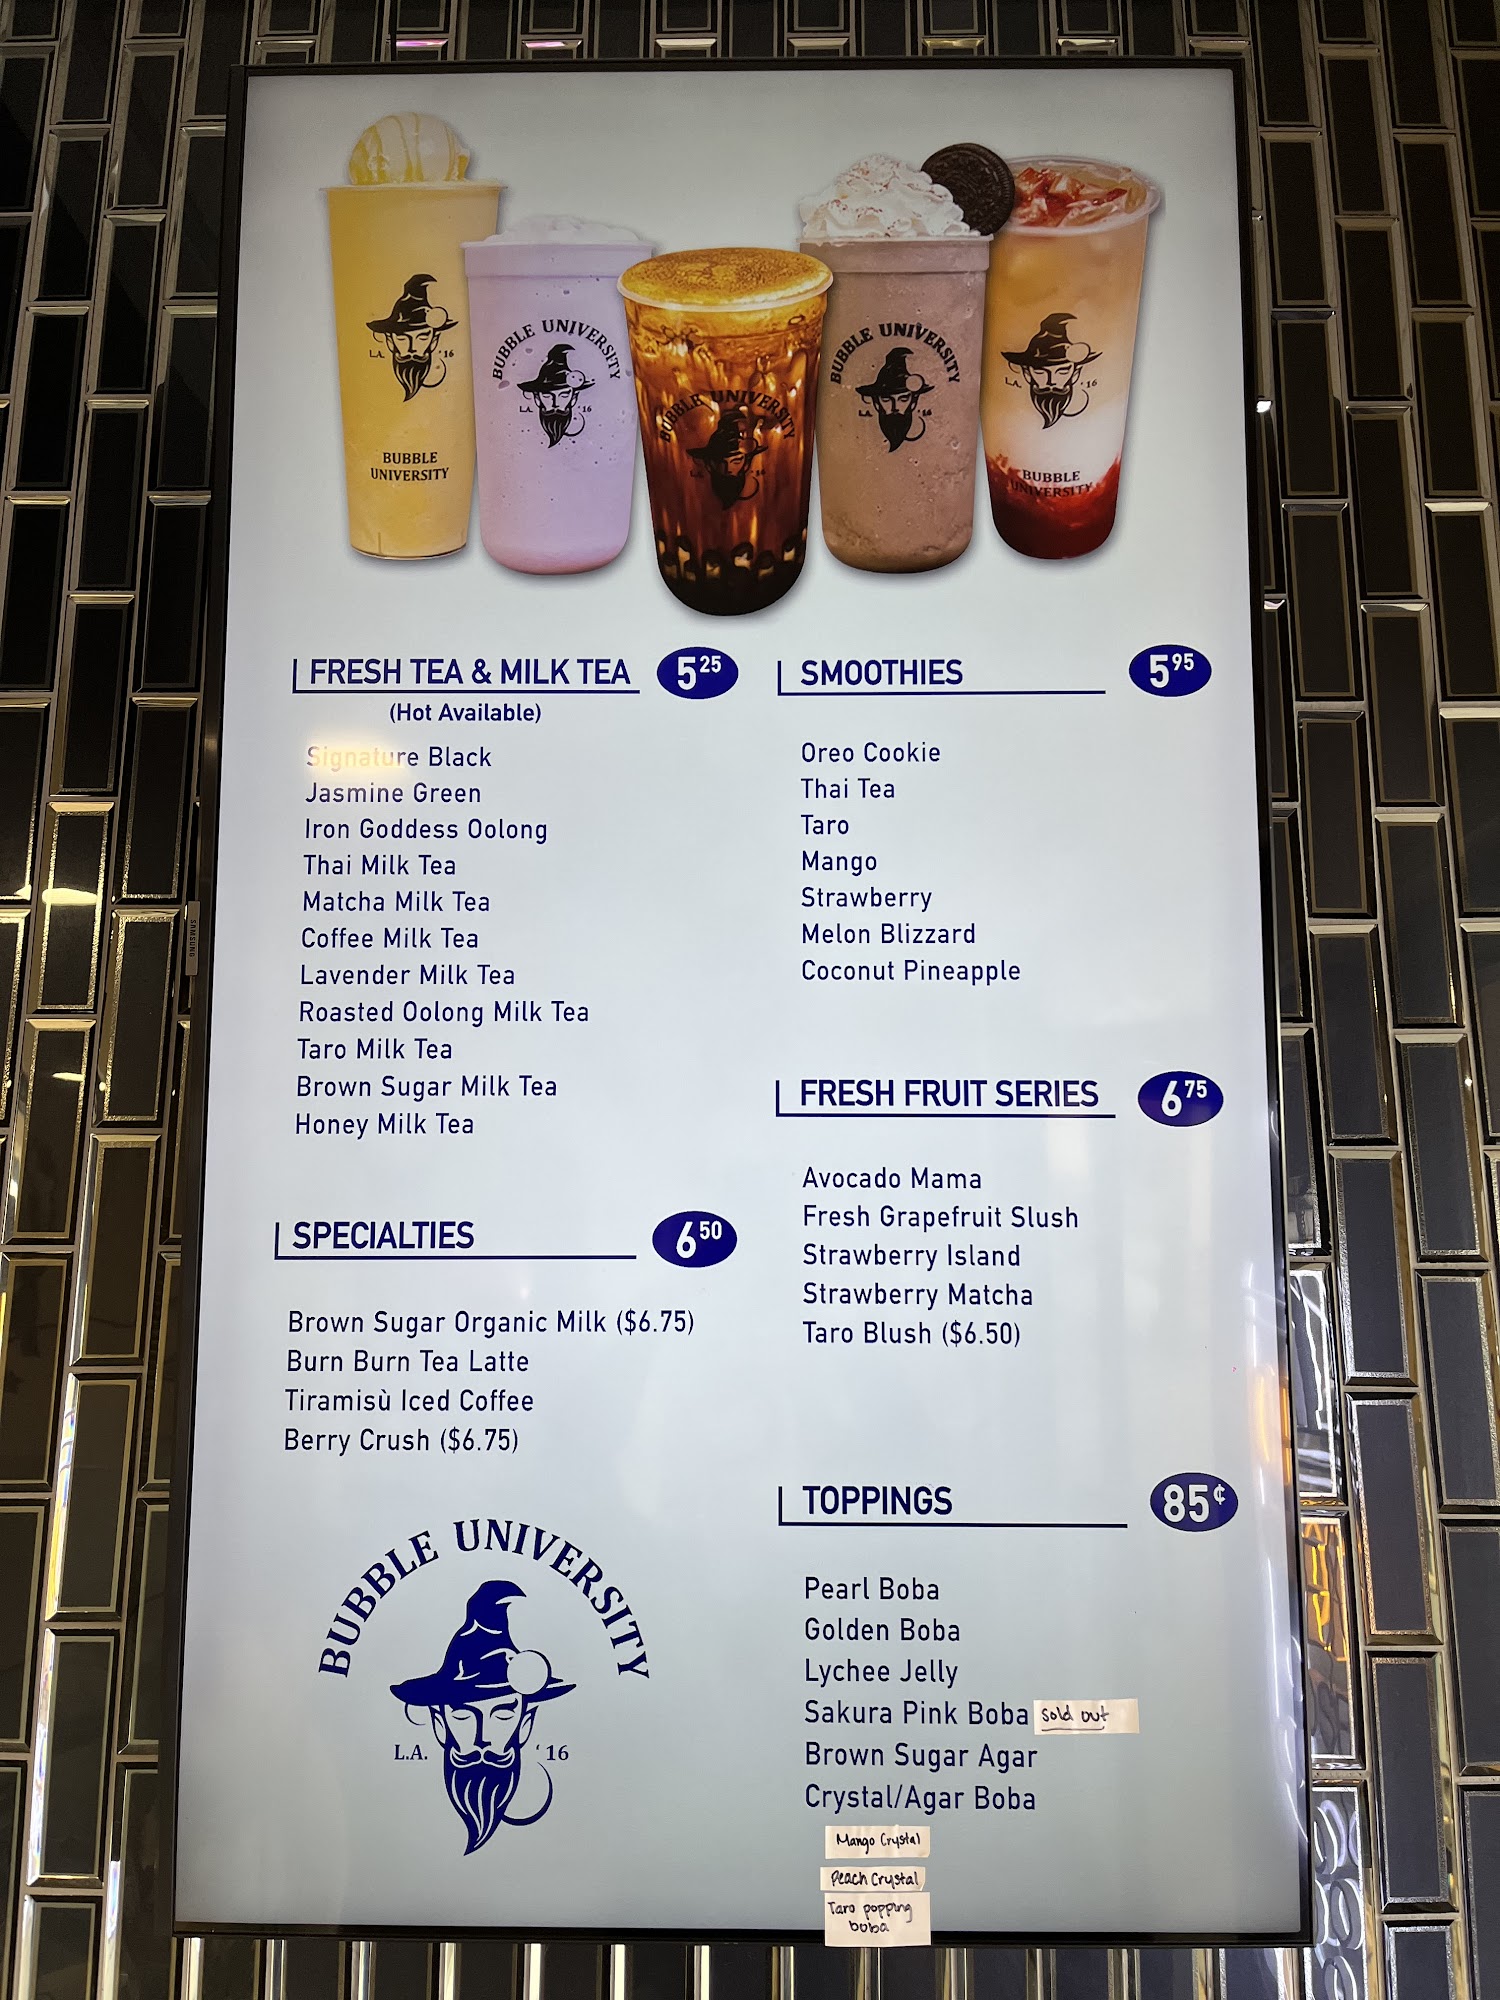 L.A. '16
BUBBLE
UNIVERSITY
BUBBLE UNIVERSITY
L.A. '16
BUBBLE UNIVERSITY
L.A. '16
BUBBLE UNIVERSITY
L.A. '16
L.A. '16
BUBBLE
UNIVERSITY
FRESH TEA & MILK TEA 5 25
(Hot Available)
Signature Black
Jasmine Green
Iron Goddess Oolong
Thai Milk Tea
Matcha Milk Tea
Coffee Milk Tea
Lavender Milk Tea
Roasted Oolong Milk Tea
Taro Milk Tea
Brown Sugar Milk Tea
Honey Milk Tea
SPECIALTIES 6 50
Brown Sugar Organic Milk ($6.75)
Burn Burn Tea Latte
Tiramisù Iced Coffee
Berry Crush ($6.75)
BUBBLE UNIVERSITY
L.A. '16
SMOOTHIES 5 95
Oreo Cookie
Thai Tea
Taro
Mango
Strawberry
Melon Blizzard
Coconut Pineapple
FRESH FRUIT SERIES 6 75
Avocado Mama
Fresh Grapefruit Slush
Strawberry Island
Strawberry Matcha
Taro Blush ($6.50)
TOPPINGS 85¢
Pearl Boba
Golden Boba
Lychee Jelly
Sakura Pink Boba sold out
Brown Sugar Agar
Crystal/Agar Boba
Mango Crystal
Peach Crystal
Taro popping
boba
SAMSUNG